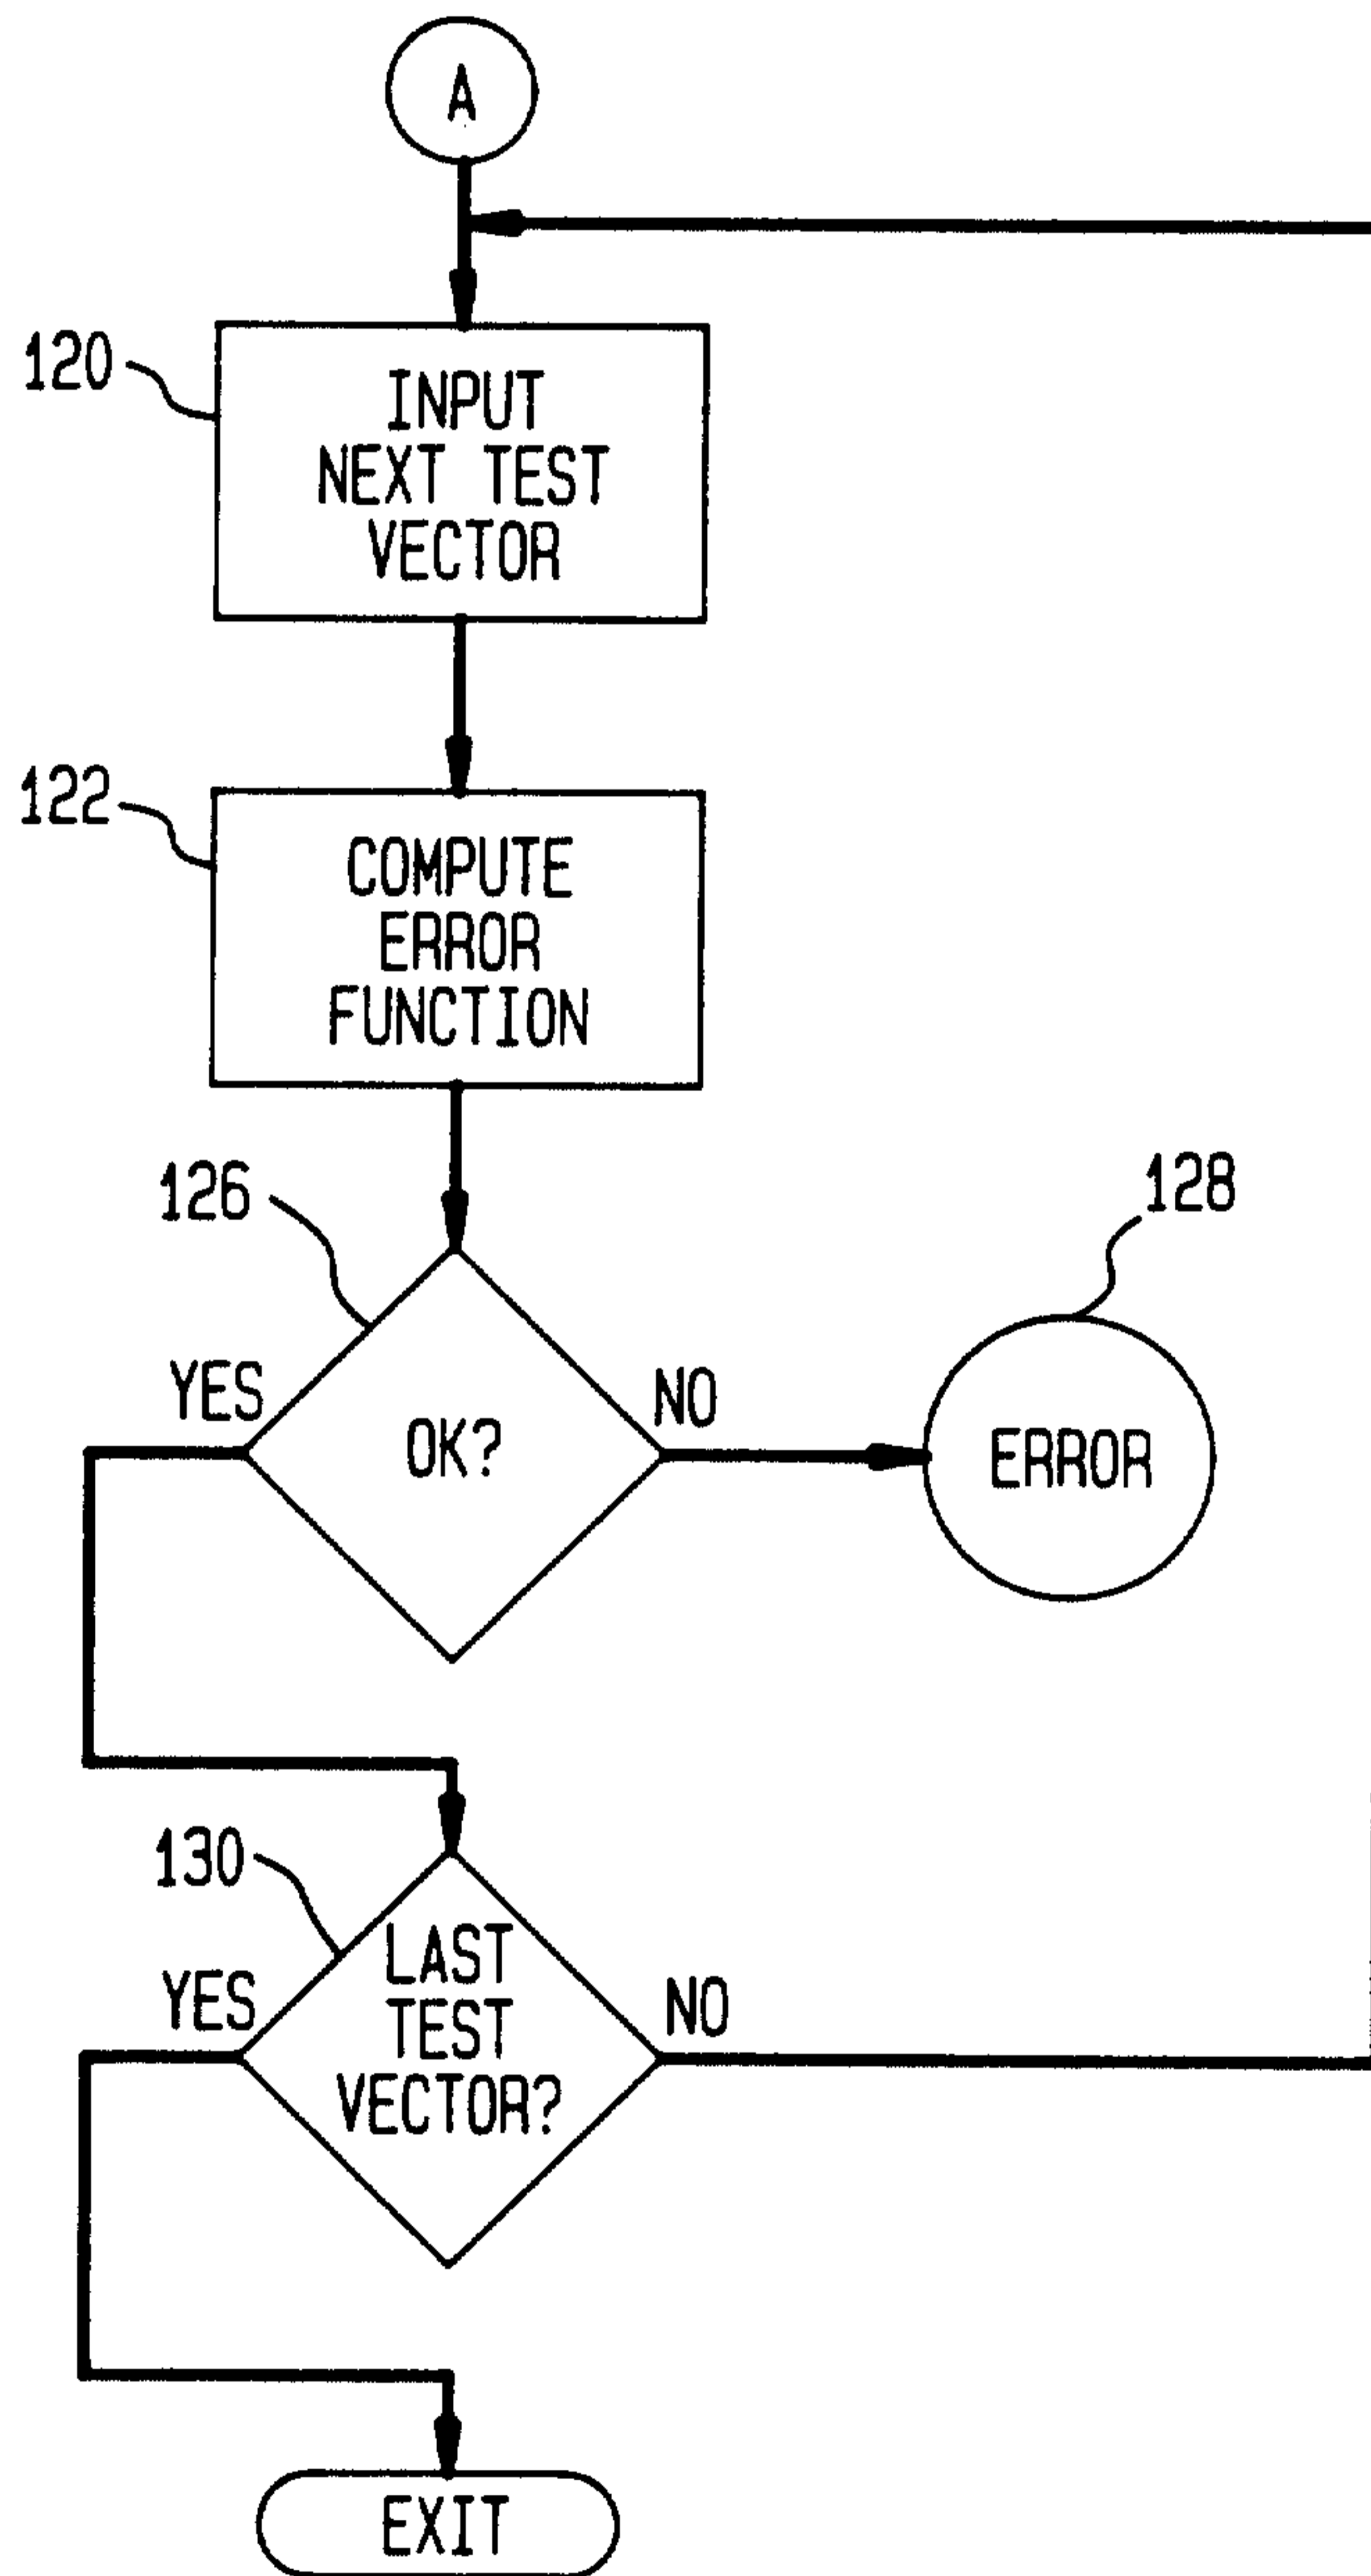 A
120
INPUT
NEXT TEST
VECTOR
122
COMPUTE
ERROR
FUNCTION
126
128
YES
OK?
NO
ERROR
130
LAST
TEST
VECTOR?
YES
NO
EXIT